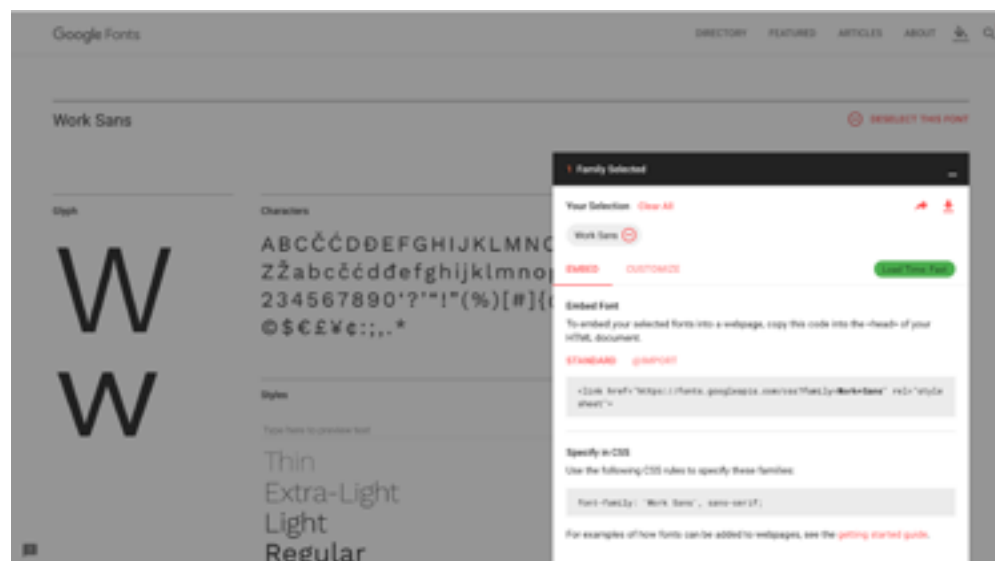 Google Fonts
DIRECTORY FEATURED ARTICLES ABOUT
Work Sans
DESELECT THIS FONT
1 Family Selected
Your Selection Clear All
Work Sans
EMBED CUSTOMIZE
Load Time: Fast
Embed Font
To embed your selected fonts into a webpage, copy this code into the <head> of your
HTML document.
STANDARD @IMPORT
<link href="https://fonts.googleapis.com/css?family=Work+Sans" rel="style
sheet">
Specify in CSS
Use the following CSS rules to specify these families:
font-family: 'Work Sans', sans-serif;
For examples of how fonts can be added to webpages, see the getting started guide.
Glyph
W
w
Characters
ABCČĆDĐEFGHIJKLMNO
ZŽabcčćdđefghijklmnop
234567890‘?’“!”(%)[#]{
©$€£¥¢:;,.*
Styles
Type here to preview text
Thin
Extra-Light
Light
Regular